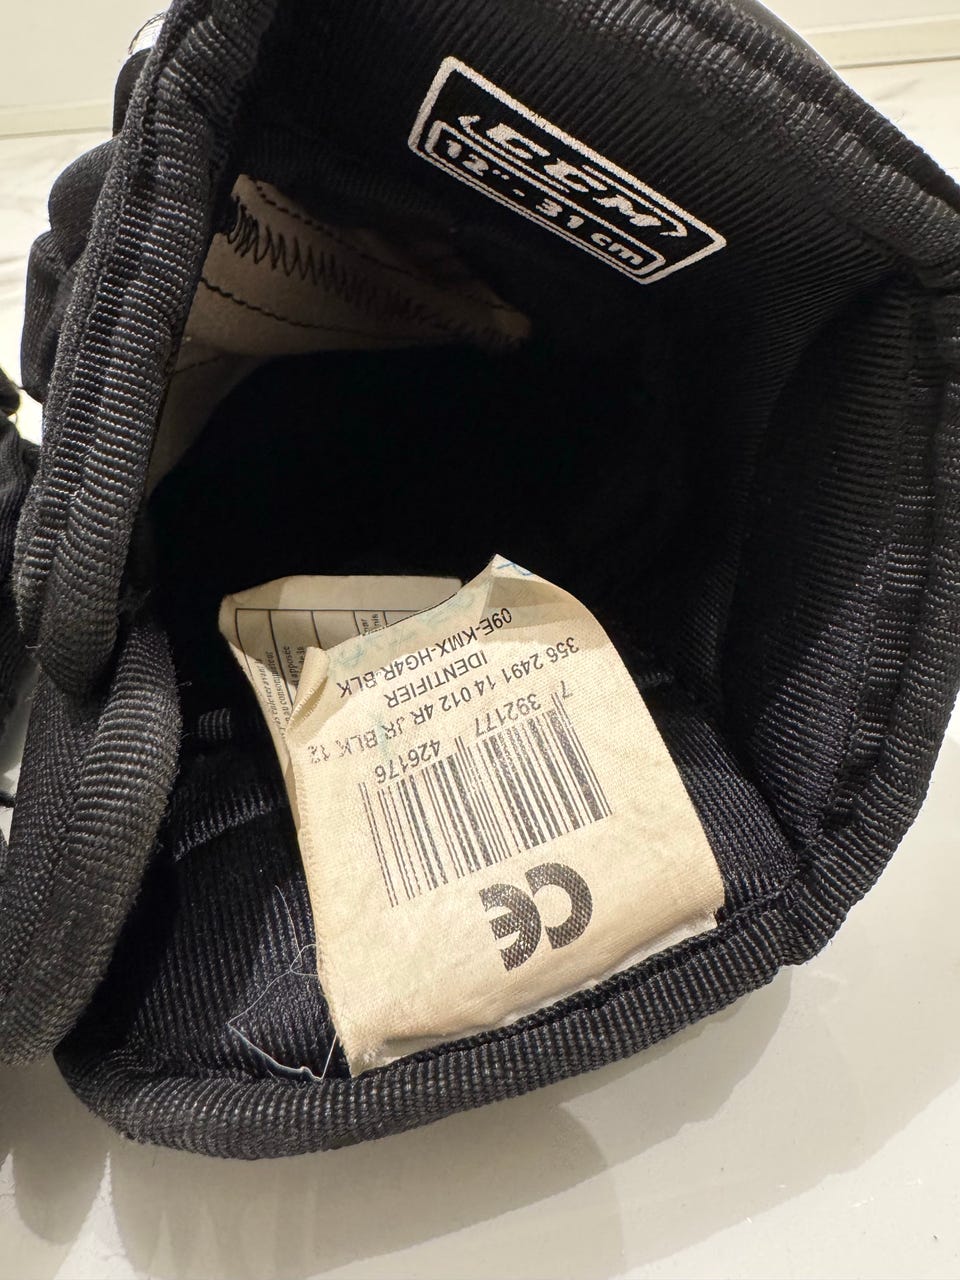 CCM
12" - 31 cm
09E-KMX-HG4R-BLK
IDENTIFIER
356 2491 14 012 4R JR BLK 12
7 392177 426176
CE